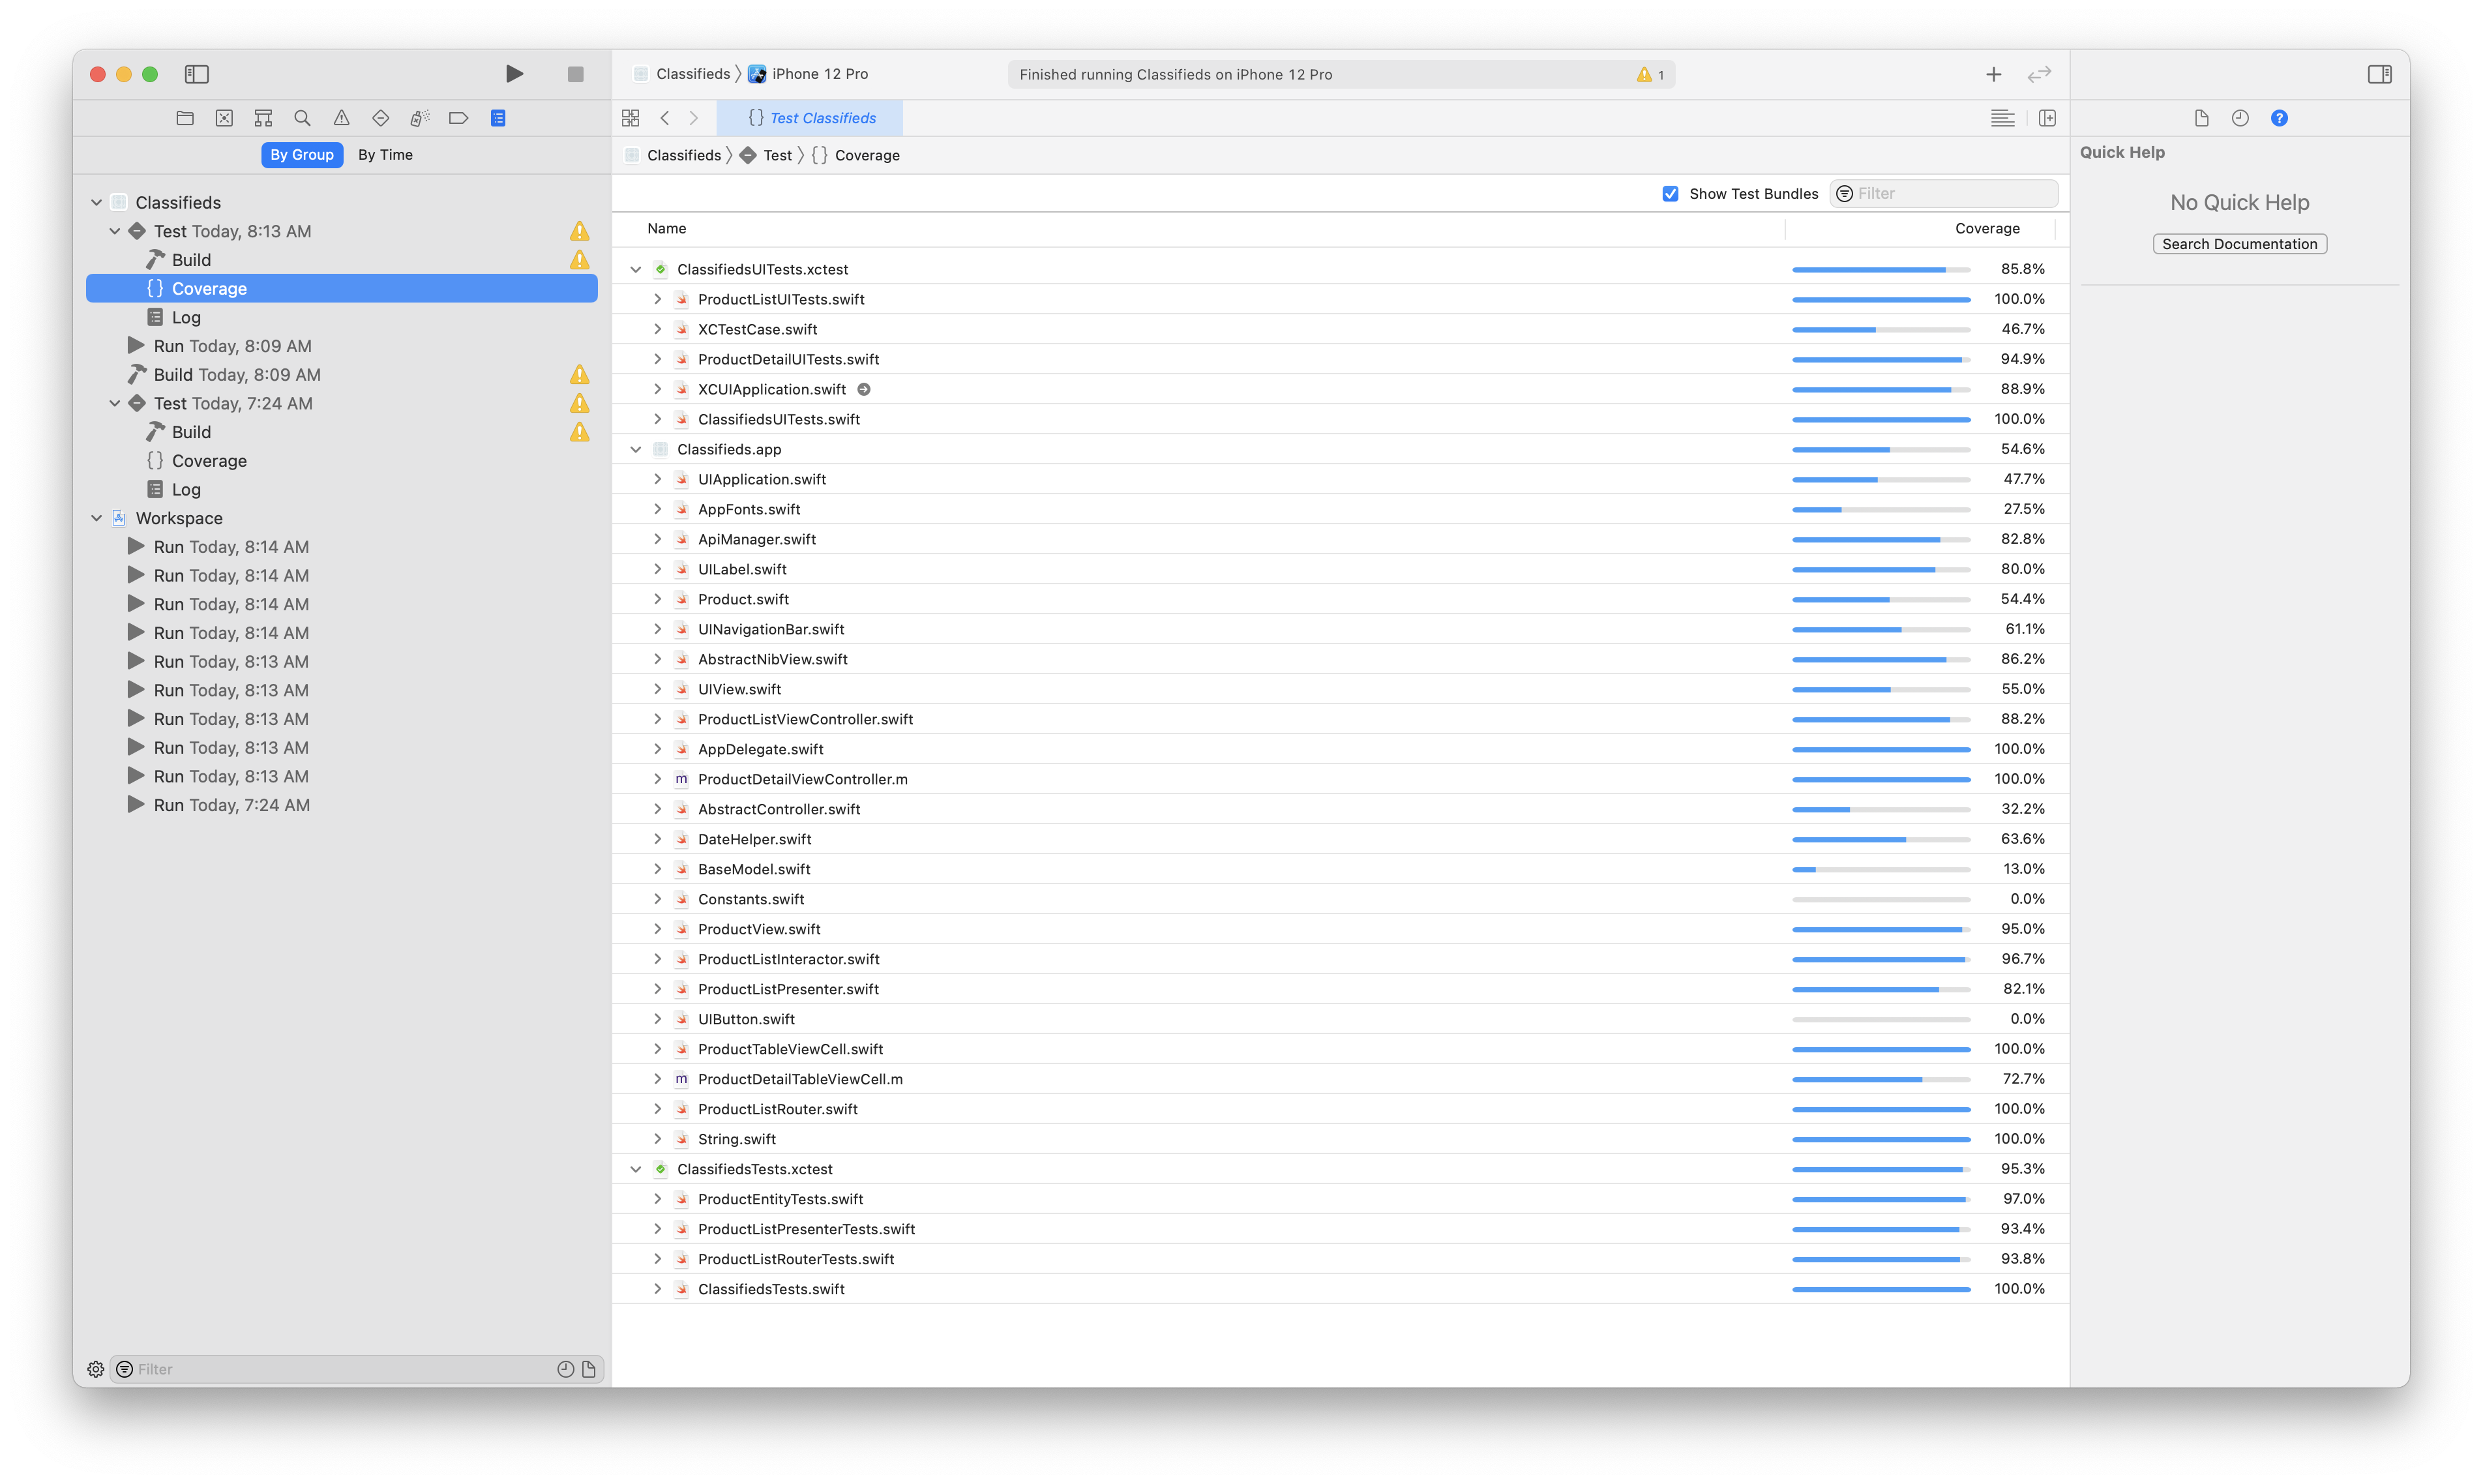 Classifieds
iPhone 12 Pro
Finished running Classifieds on iPhone 12 Pro
1
{} Test Classifieds
By Group
By Time
Classifieds
Test Today, 8:13 AM
Build
{} Coverage
Log
Run Today, 8:09 AM
Build Today, 8:09 AM
Test Today, 7:24 AM
Build
{} Coverage
Log
Workspace
Run Today, 8:14 AM
Run Today, 8:14 AM
Run Today, 8:14 AM
Run Today, 8:14 AM
Run Today, 8:13 AM
Run Today, 8:13 AM
Run Today, 8:13 AM
Run Today, 8:13 AM
Run Today, 8:13 AM
Run Today, 7:24 AM
Filter
Classifieds
Test
{} Coverage
Show Test Bundles
Filter
Name
Coverage
ClassifiedsUITests.xctest 85.8%
ProductListUITests.swift 100.0%
XCTestCase.swift 46.7%
ProductDetailUITests.swift 94.9%
XCUIApplication.swift 88.9%
ClassifiedsUITests.swift 100.0%
Classifieds.app 54.6%
UIApplication.swift 47.7%
AppFonts.swift 27.5%
ApiManager.swift 82.8%
UILabel.swift 80.0%
Product.swift 54.4%
UINavigationBar.swift 61.1%
AbstractNibView.swift 86.2%
UIView.swift 55.0%
ProductListViewController.swift 88.2%
AppDelegate.swift 100.0%
m ProductDetailViewController.m 100.0%
AbstractController.swift 32.2%
DateHelper.swift 63.6%
BaseModel.swift 13.0%
Constants.swift 0.0%
ProductView.swift 95.0%
ProductListInteractor.swift 96.7%
ProductListPresenter.swift 82.1%
UIButton.swift 0.0%
ProductTableViewCell.swift 100.0%
m ProductDetailTableViewCell.m 72.7%
ProductListRouter.swift 100.0%
String.swift 100.0%
ClassifiedsTests.xctest 95.3%
ProductEntityTests.swift 97.0%
ProductListPresenterTests.swift 93.4%
ProductListRouterTests.swift 93.8%
ClassifiedsTests.swift 100.0%
Quick Help
No Quick Help
Search Documentation